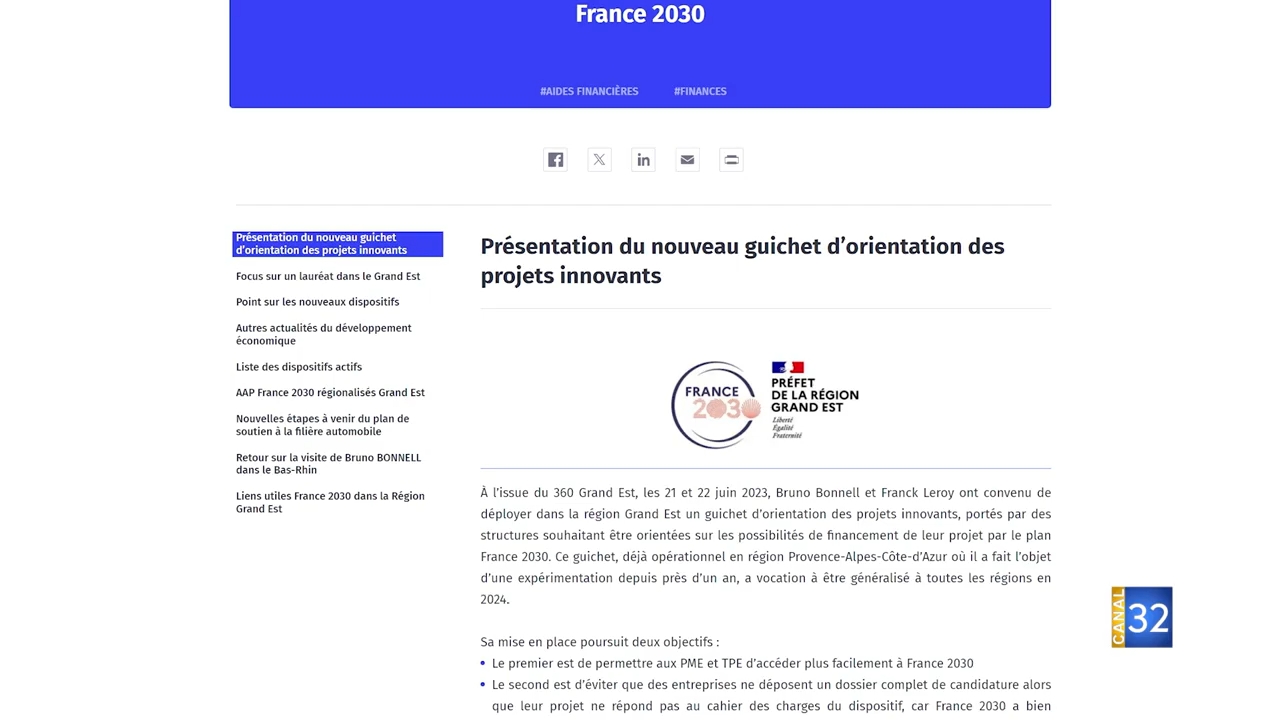 France 2030
#AIDES FINANCIÈRES #FINANCES
Présentation du nouveau guichet
d’orientation des projets innovants
Focus sur un lauréat dans le Grand Est
Point sur les nouveaux dispositifs
Autres actualités du développement
économique
Liste des dispositifs actifs
AAP France 2030 régionalisés Grand Est
Nouvelles étapes à venir du plan de
soutien à la filière automobile
Retour sur la visite de Bruno BONNELL
dans le Bas-Rhin
Liens utiles France 2030 dans la Région
Grand Est
Présentation du nouveau guichet d’orientation des
projets innovants
FRANCE
2030
PRÉFET
DE LA RÉGION
GRAND EST
Liberté
Égalité
Fraternité
À l’issue du 360 Grand Est, les 21 et 22 juin 2023, Bruno Bonnell et Franck Leroy ont convenu de
déployer dans la région Grand Est un guichet d’orientation des projets innovants, portés par des
structures souhaitant être orientées sur les possibilités de financement de leur projet par le plan
France 2030. Ce guichet, déjà opérationnel en région Provence-Alpes-Côte-d’Azur où il a fait l’objet
d’une expérimentation depuis près d’un an, a vocation à être généralisé à toutes les régions en
2024.
Sa mise en place poursuit deux objectifs :
• Le premier est de permettre aux PME et TPE d’accéder plus facilement à France 2030
• Le second est d’éviter que des entreprises ne déposent un dossier complet de candidature alors
que leur projet ne répond pas au cahier des charges du dispositif, car France 2030 a bien
CANAL
32